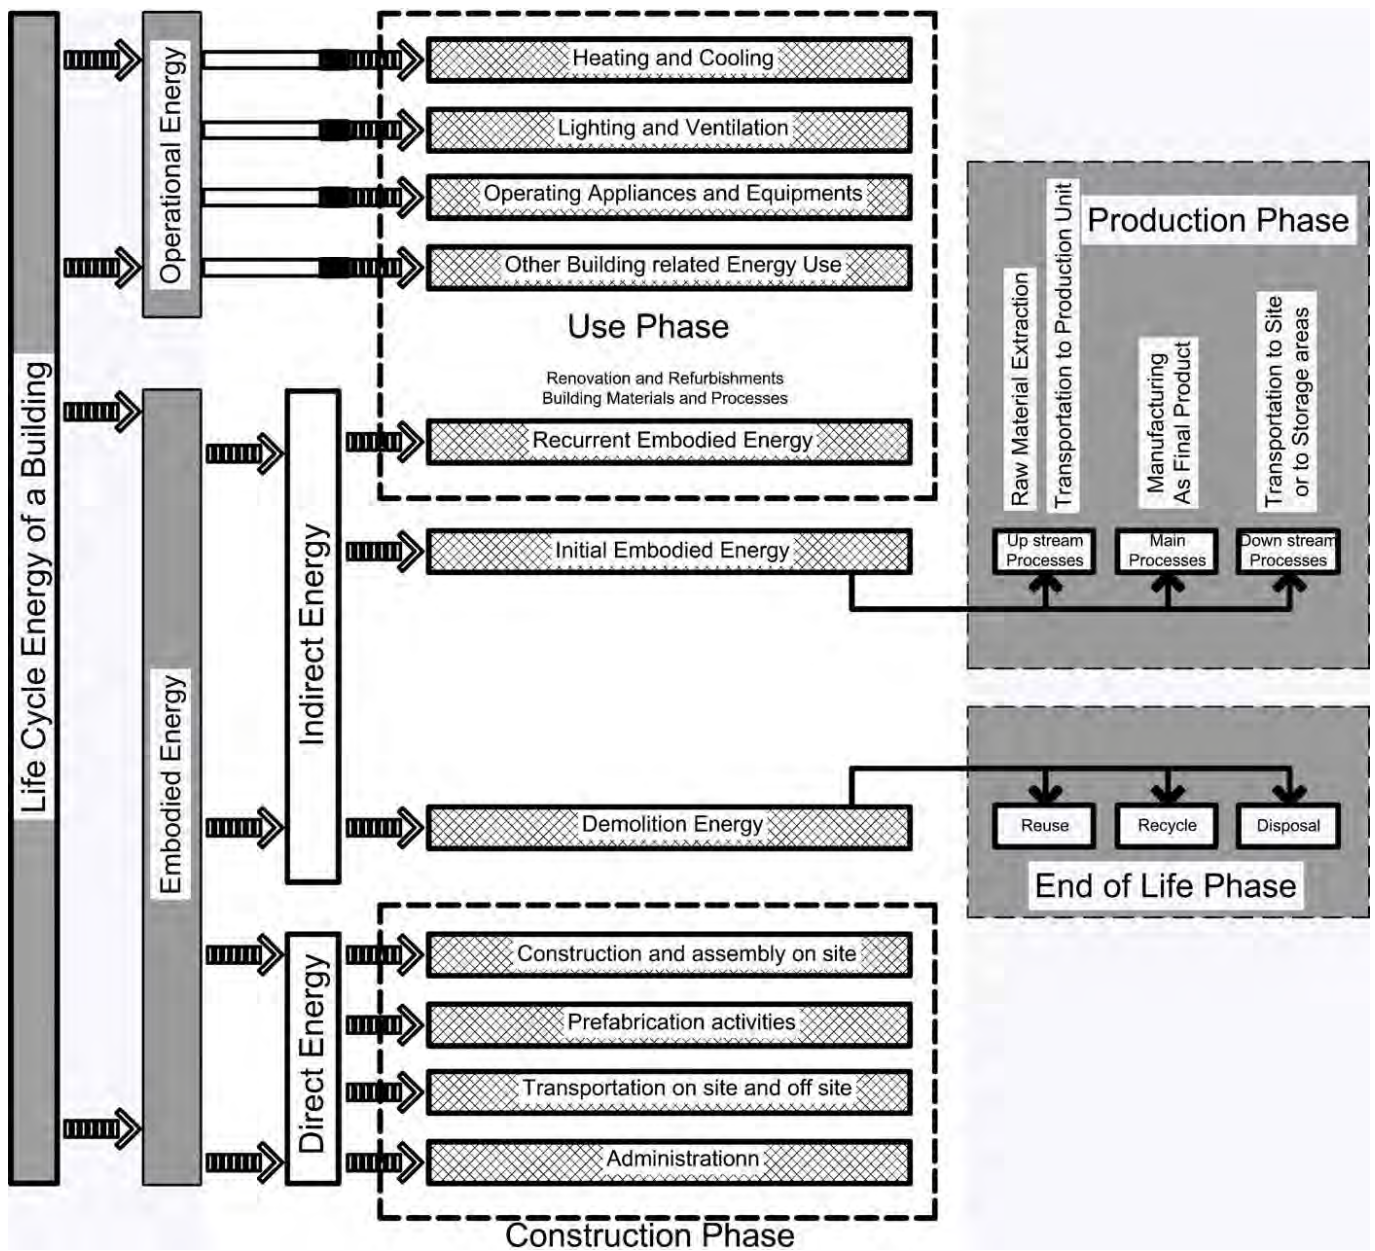 Life Cycle Energy of a Building
Operational Energy
Heating and Cooling
Lighting and Ventilation
Operating Appliances and Equipments
Other Building related Energy Use
Use Phase
Renovation and Refurbishments
Building Materials and Processes
Recurrent Embodied Energy
Embodied Energy
Indirect Energy
Initial Embodied Energy
Demolition Energy
Direct Energy
Construction and assembly on site
Prefabrication activities
Transportation on site and off site
Administrationn
Construction Phase
Production Phase
Raw Material Extraction
Transportation to Production Unit
Manufacturing
As Final Product
Transportation to Site
or to Storage areas
Up stream
Processes
Main
Processes
Down stream
Processes
Reuse
Recycle
Disposal
End of Life Phase